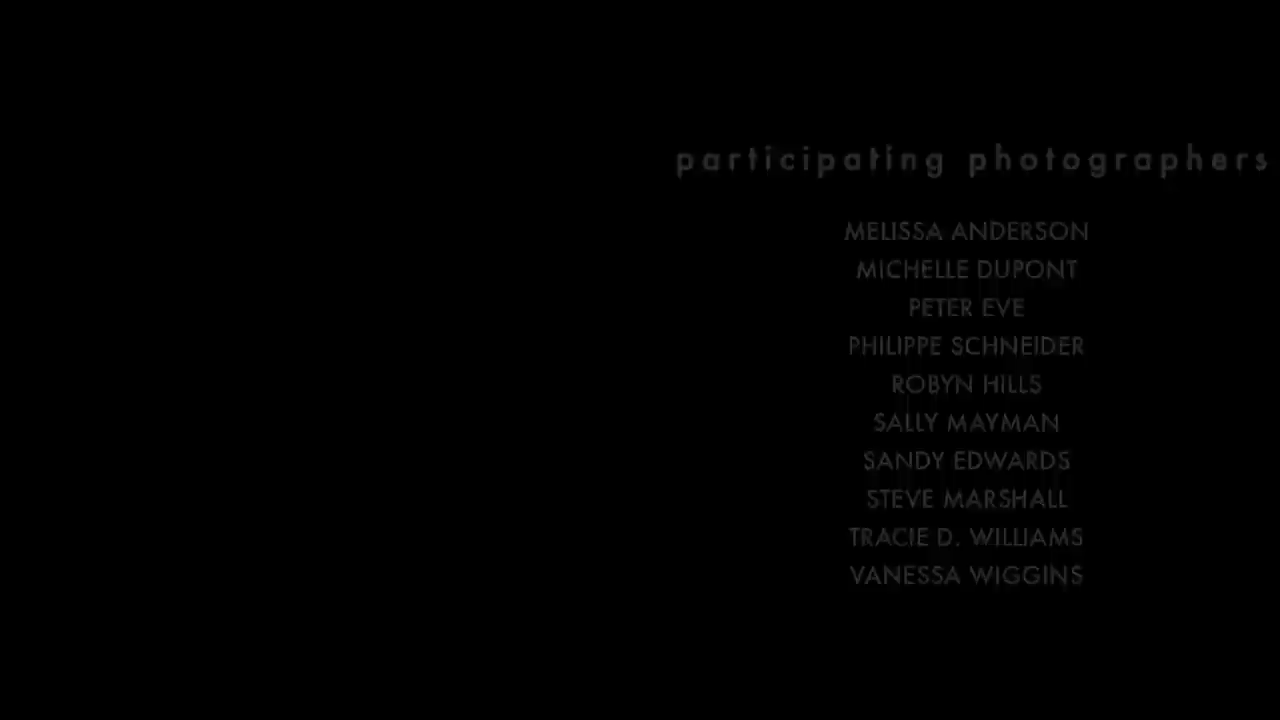 participating photographers
MELISSA ANDERSON
MICHELLE DUPONT
PETER EVE
PHILIPPE SCHNEIDER
ROBYN HILLS
SALLY MAYMAN
SANDY EDWARDS
STEVE MARSHALL
TRACIE D. WILLIAMS
VANESSA WIGGINS